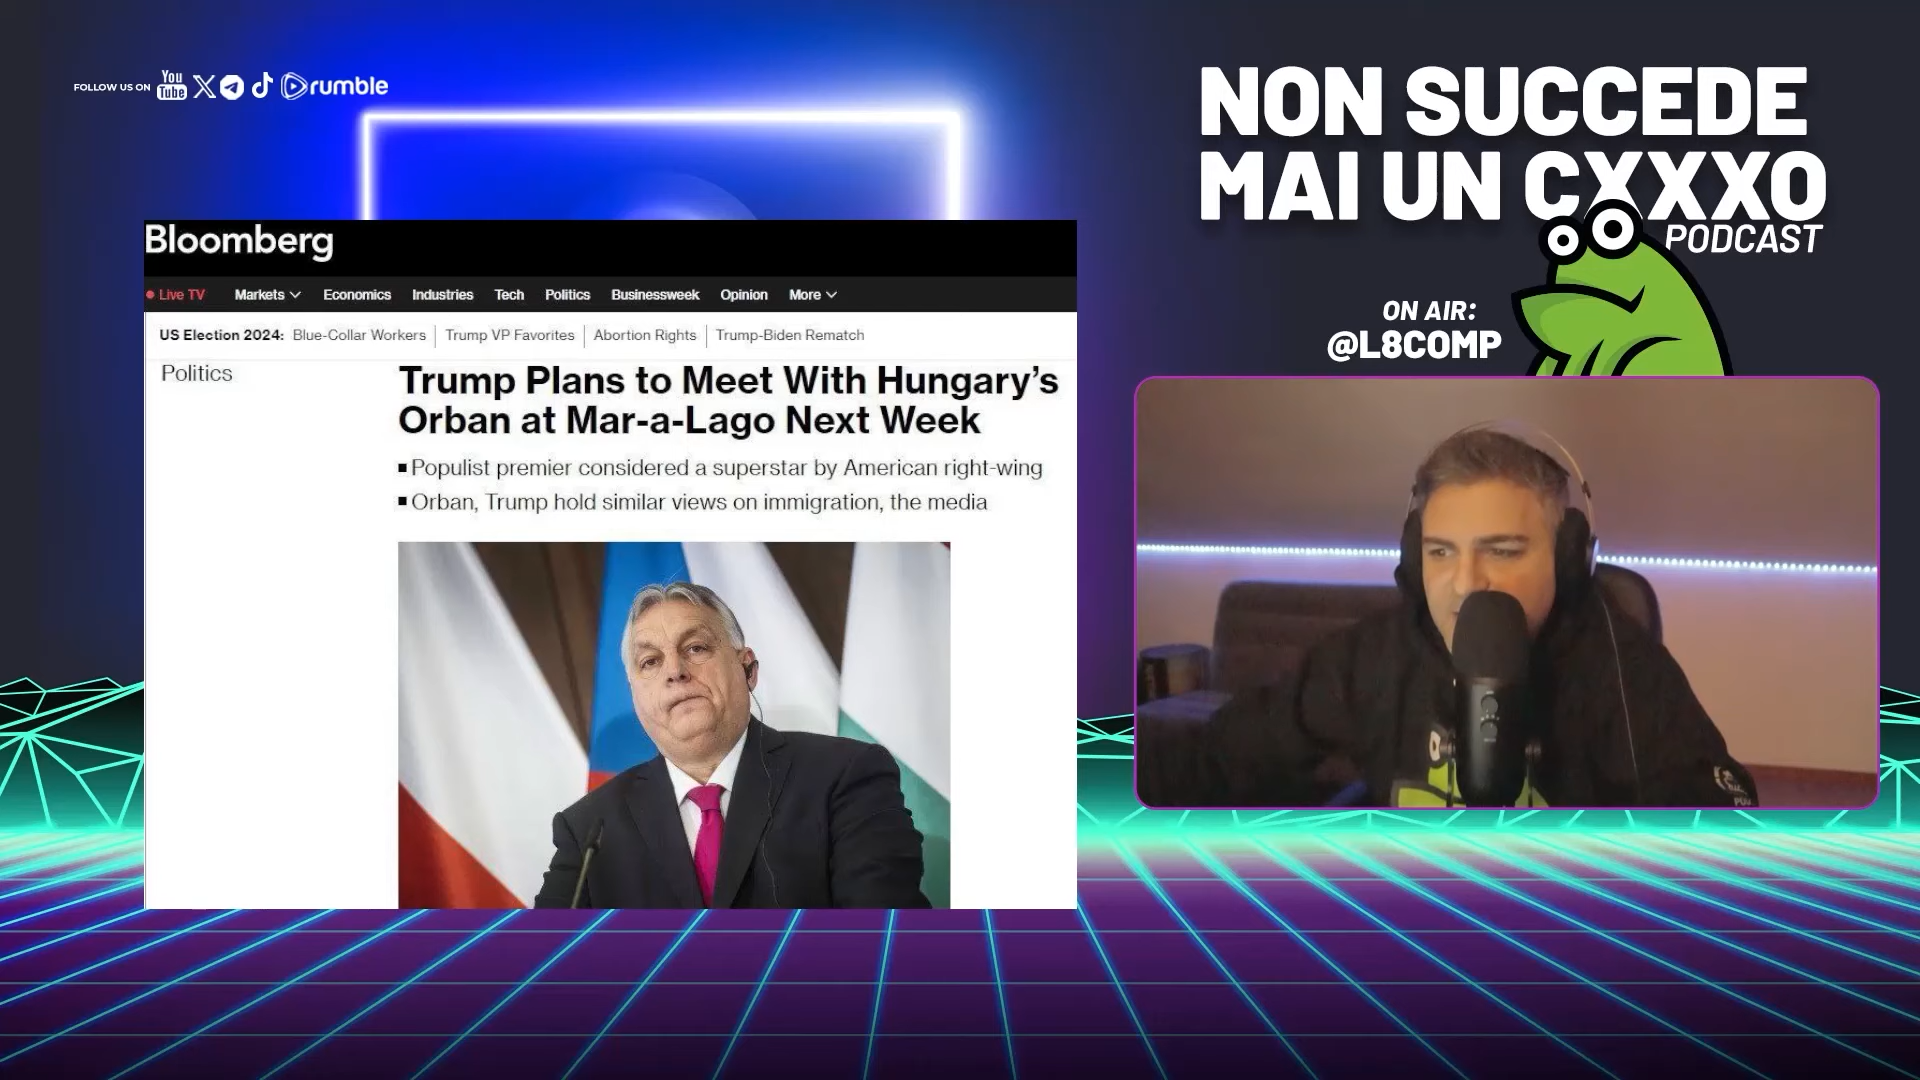 FOLLOW US ON You Tube X rumble
NON SUCCEDE
MAI UN CXXXO
PODCAST
ON AIR:
@L8COMP
Bloomberg
Live TV Markets Economics Industries Tech Politics Businessweek Opinion More
US Election 2024: Blue-Collar Workers Trump VP Favorites Abortion Rights Trump-Biden Rematch
Politics
Trump Plans to Meet With Hungary’s
Orban at Mar-a-Lago Next Week
Populist premier considered a superstar by American right-wing
Orban, Trump hold similar views on immigration, the media